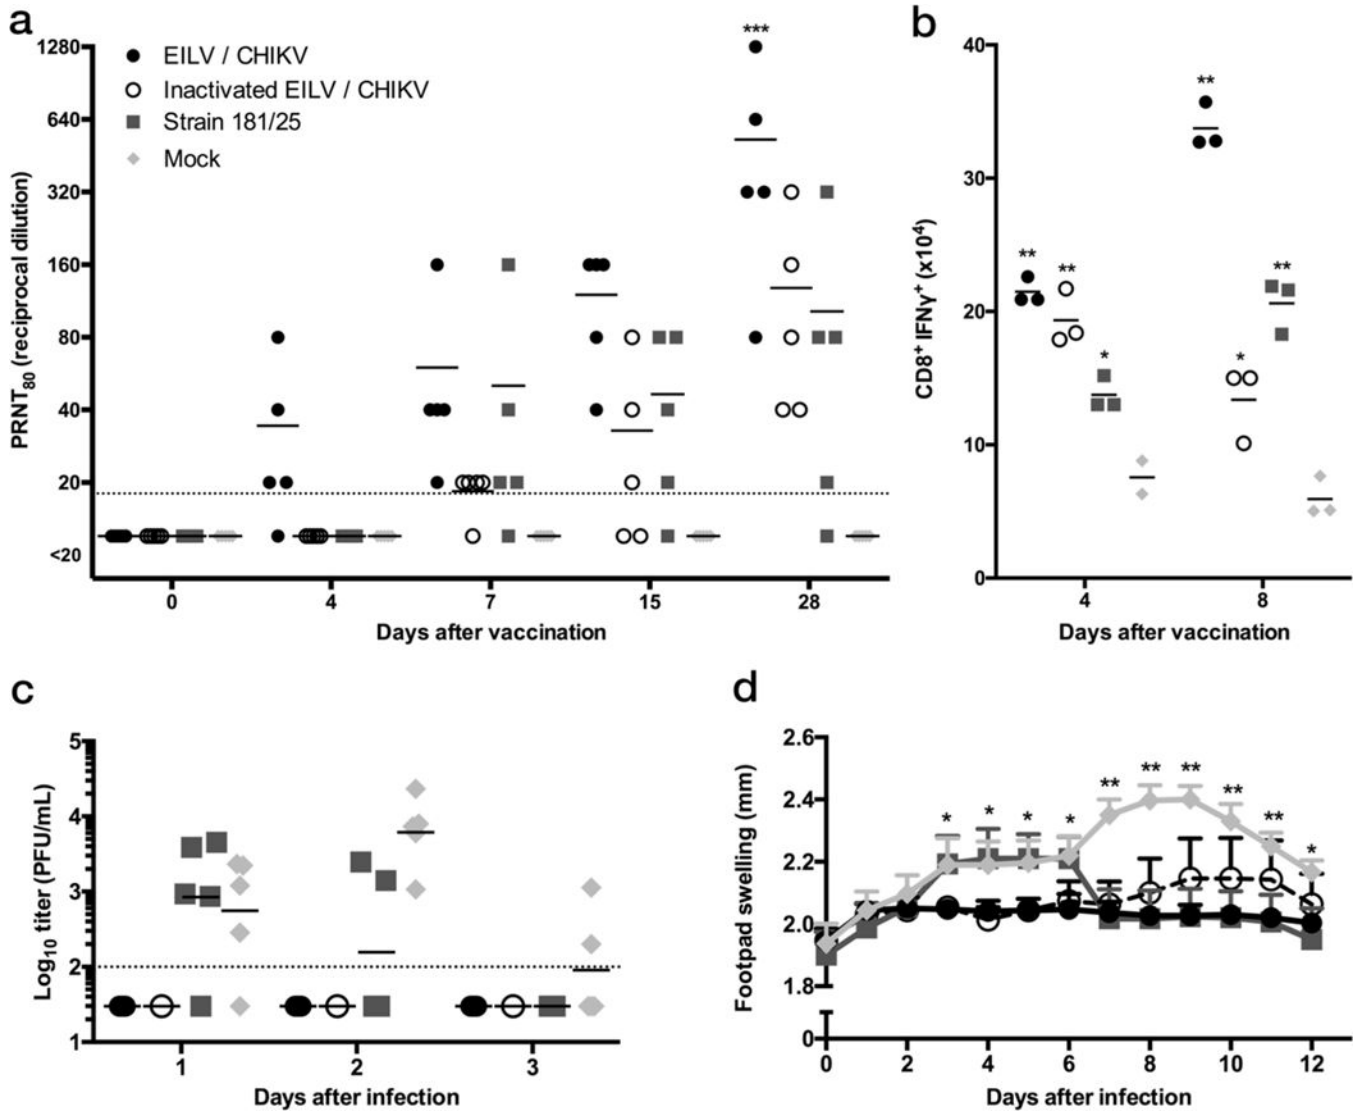 a
1280
640
320
160
80
40
20
<20
PRNT80 (reciprocal dilution)
EILV / CHIKV
Inactivated EILV / CHIKV
Strain 181/25
Mock
***
0 4 7 15 28
Days after vaccination
b
40
30
20
10
0
CD8+ IFNγ+ (x10⁴)
** ** * ** * **
4 8
Days after vaccination
c
5
4
3
2
1
Log10 titer (PFU/mL)
1 2 3
Days after infection
d
2.6
2.4
2.2
2.0
1.8
0
Footpad swelling (mm)
* * * * ** ** ** ** ** *
0 2 4 6 8 10 12
Days after infection